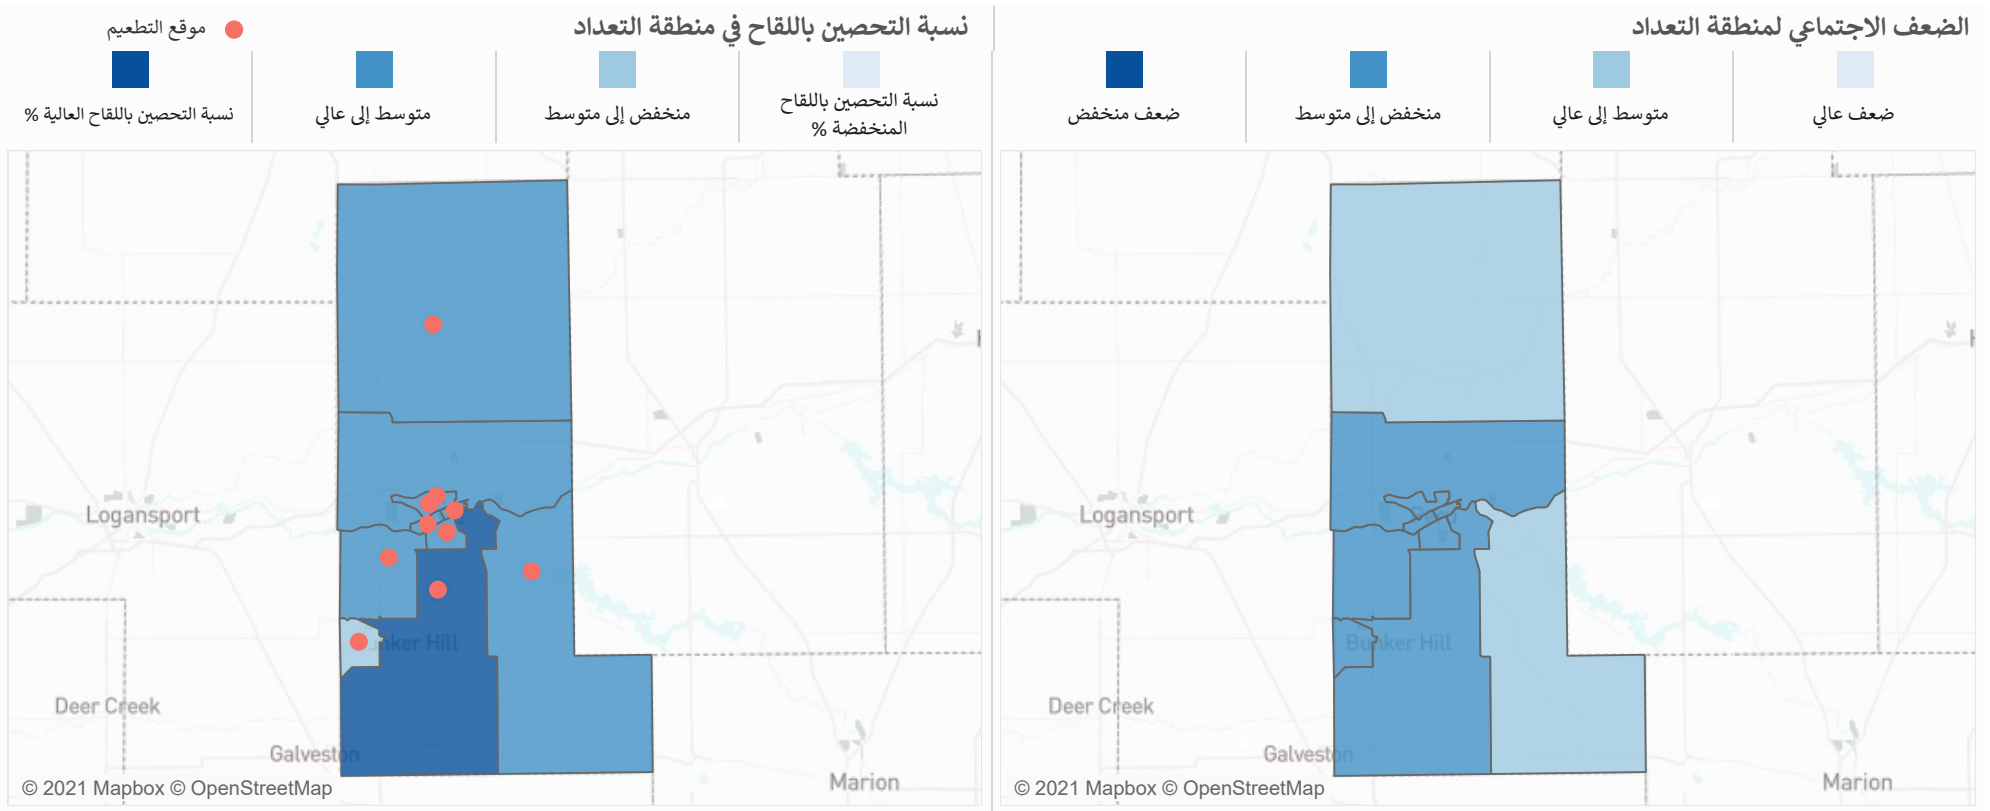 الضعف الاجتماعي لمنطقة التعداد
ضعف عالي
متوسط إلى عالي
منخفض إلى متوسط
ضعف منخفض
Logansport
Bunker Hill
Deer Creek
Galveston
Marion
© 2021 Mapbox © OpenStreetMap
نسبة التحصين باللقاح في منطقة التعداد
موقع التطعيم
نسبة التحصين باللقاح
المنخفضة %
منخفض إلى متوسط
متوسط إلى عالي
نسبة التحصين باللقاح العالية %
Logansport
nker Hill
Deer Creek
Galveston
Marion
© 2021 Mapbox © OpenStreetMap